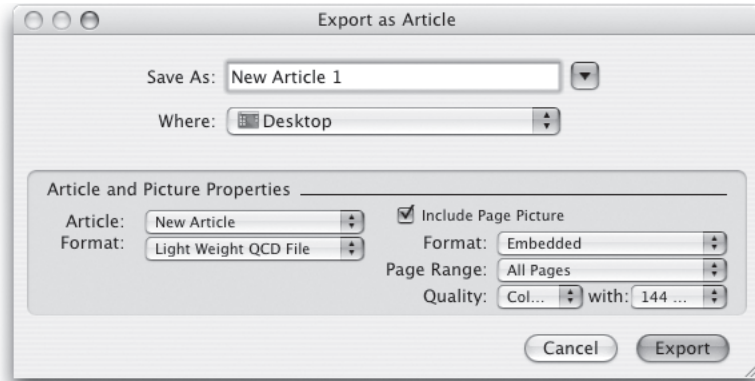 Export as Article
Save As: New Article 1
Where: Desktop
Article and Picture Properties
Article: New Article
Format: Light Weight QCD File
Include Page Picture
Format: Embedded
Page Range: All Pages
Quality: Col... with: 144 ...
Cancel Export